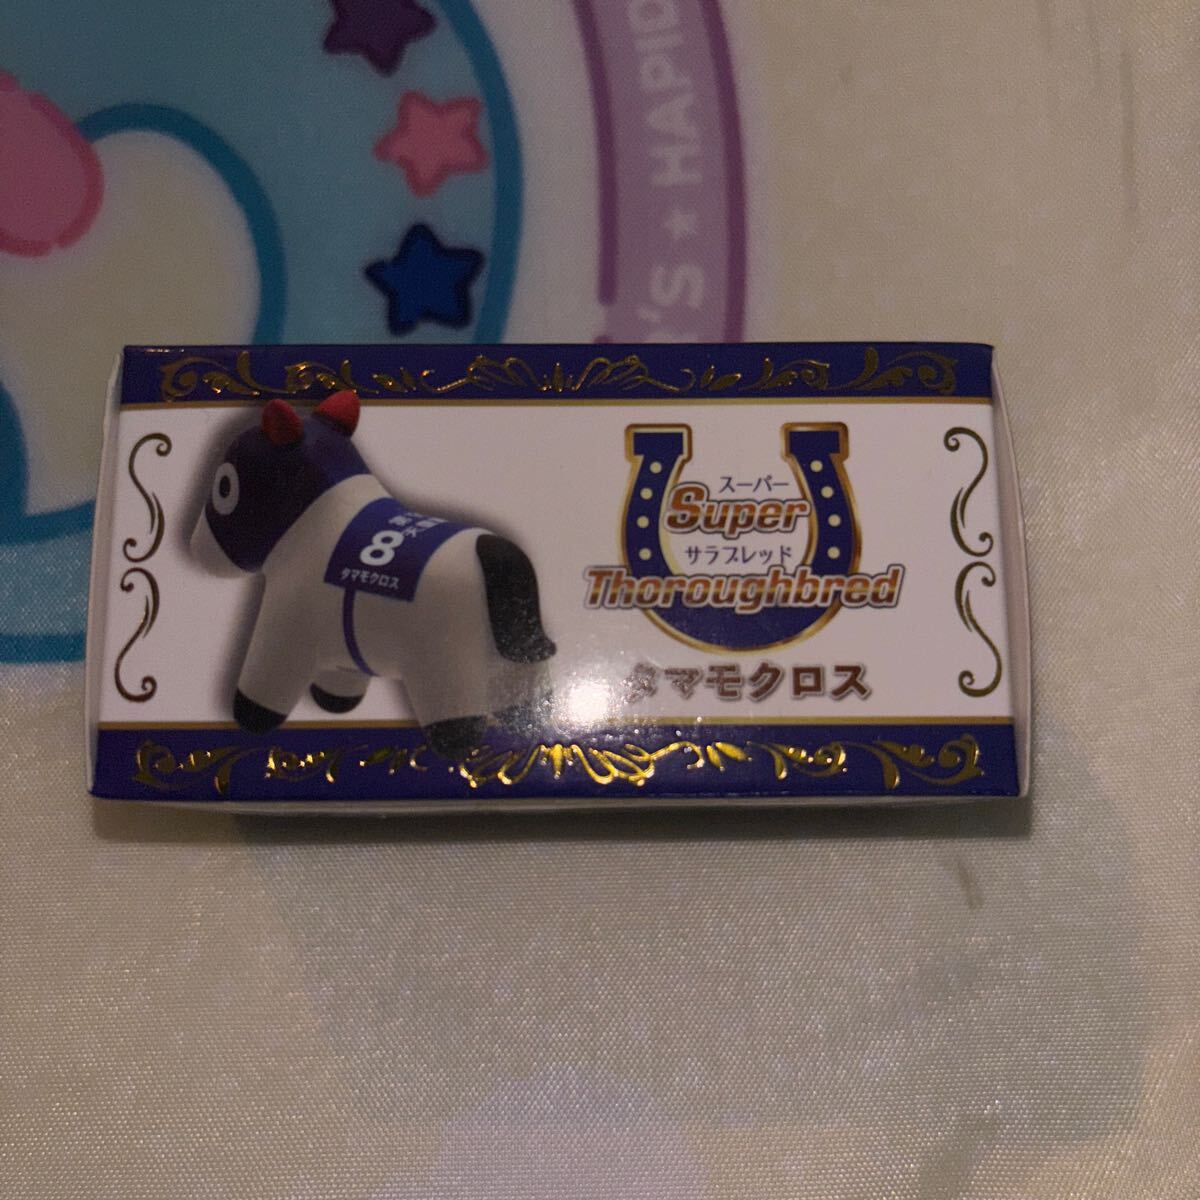 HAPID
'S ★
8
タマモクロス
スーパー
Super
サラブレッド
Thoroughbred
タマモクロス